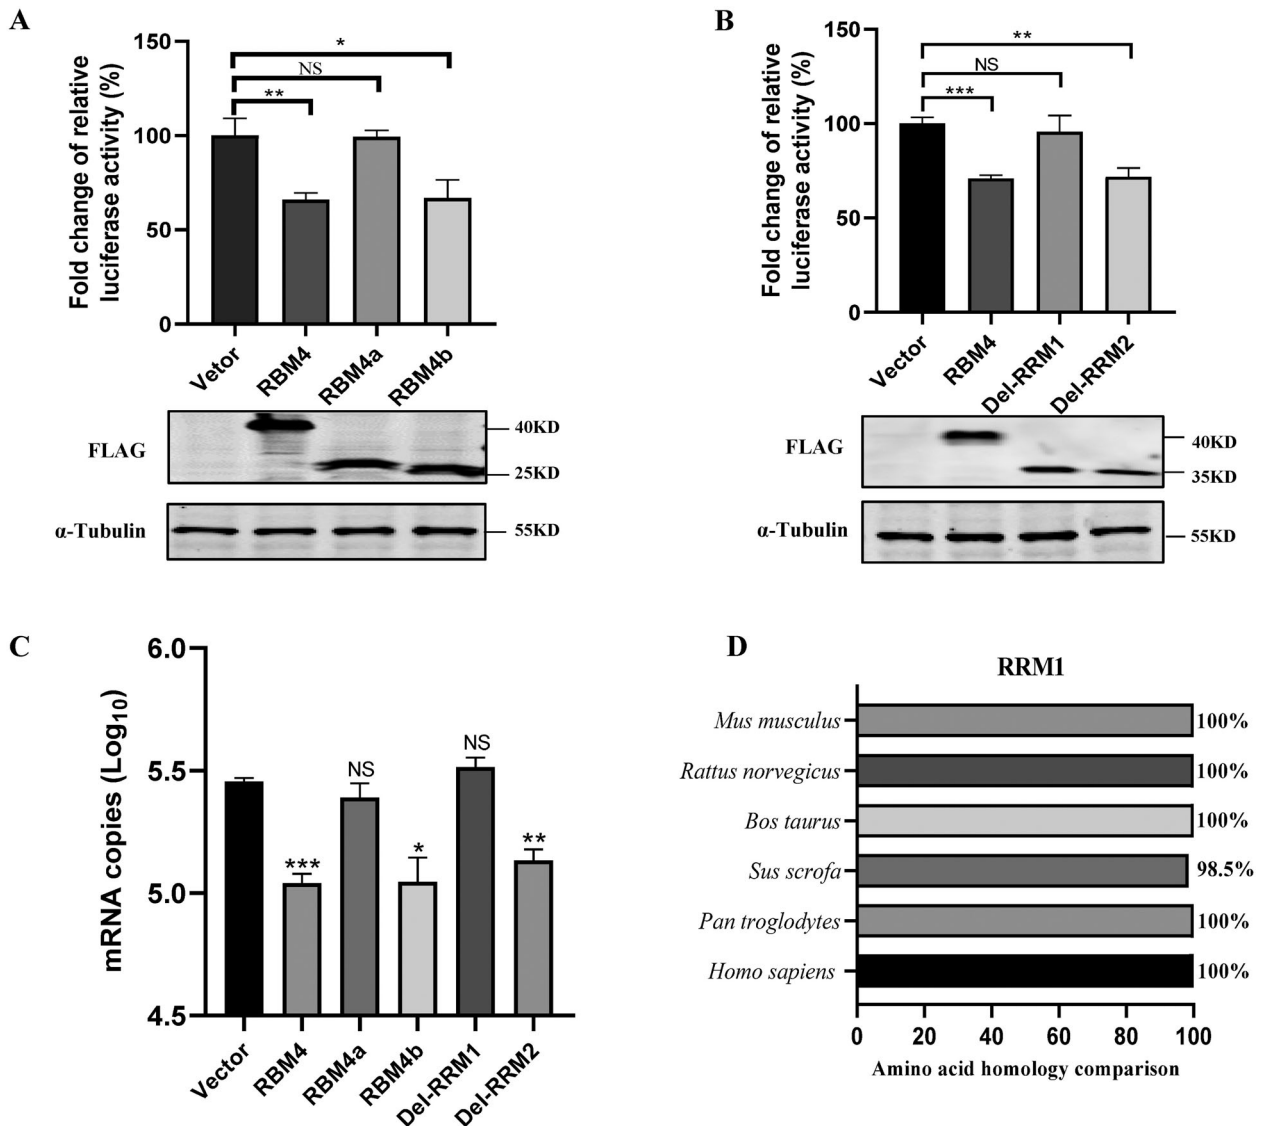 A
Fold change of relative
luciferase activity (%)
150
100
50
0
*
NS
**
Vetor
RBM4
RBM4a
RBM4b
FLAG
40KD
25KD
α-Tubulin
55KD
B
Fold change of relative
luciferase activity (%)
150
100
50
0
**
NS
***
Vector
RBM4
Del-RRM1
Del-RRM2
FLAG
40KD
35KD
α-Tubulin
55KD
C
mRNA copies (Log10)
6.0
5.5
5.0
4.5
***
NS
*
NS
**
Vector
RBM4
RBM4a
RBM4b
Del-RRM1
Del-RRM2
D
RRM1
Mus musculus 100%
Rattus norvegicus 100%
Bos taurus 100%
Sus scrofa 98.5%
Pan troglodytes 100%
Homo sapiens 100%
0 20 40 60 80 100
Amino acid homology comparison